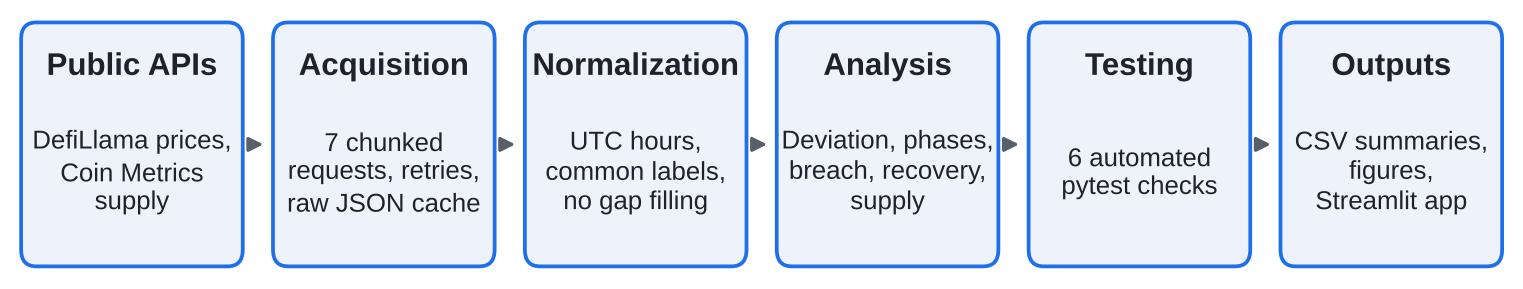 Public APIs
DefiLlama prices,
Coin Metrics
supply
Acquisition
7 chunked
requests, retries,
raw JSON cache
Normalization
UTC hours,
common labels,
no gap filling
Analysis
Deviation, phases,
breach, recovery,
supply
Testing
6 automated
pytest checks
Outputs
CSV summaries,
figures,
Streamlit app